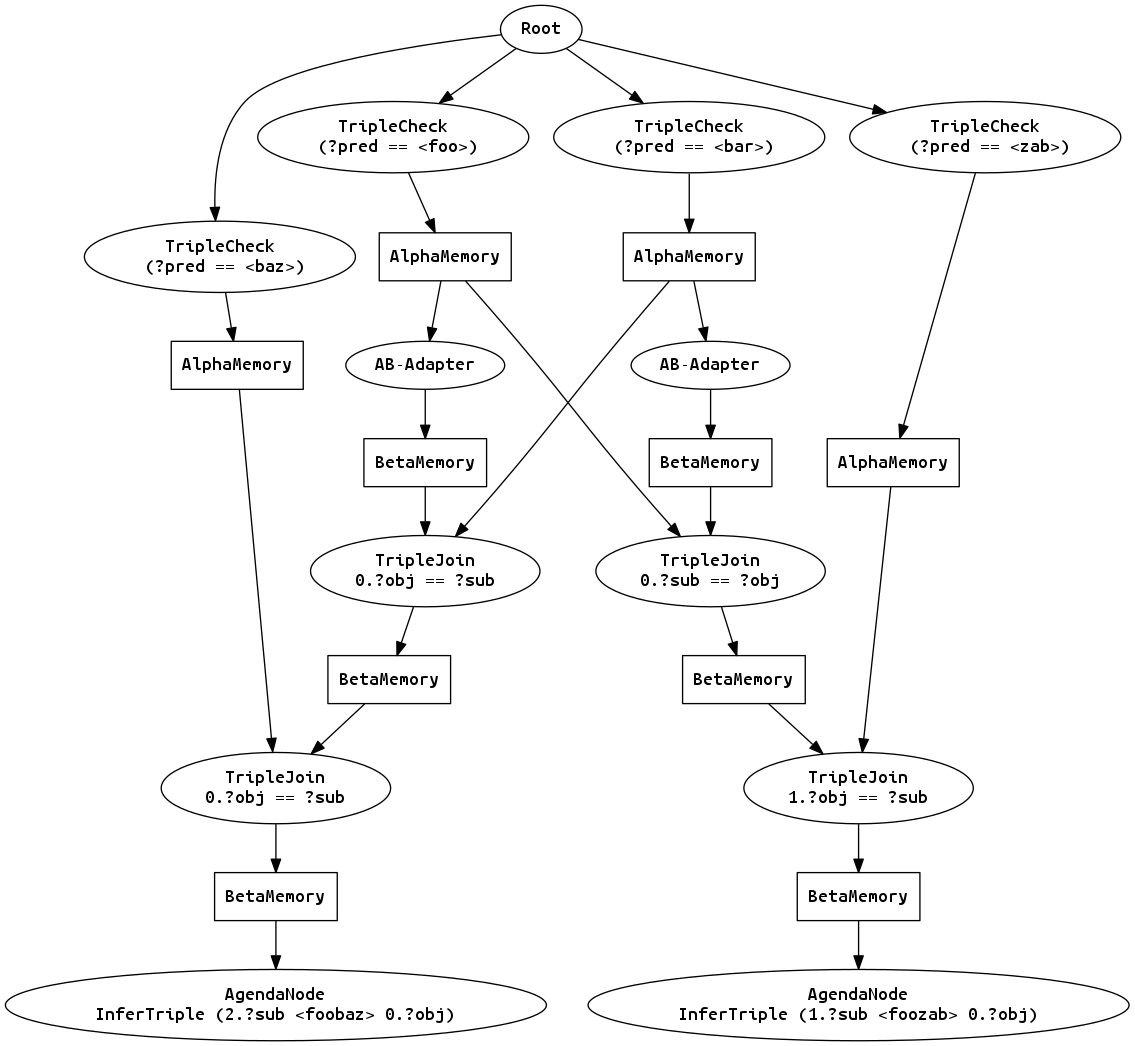 Root
TripleCheck
(?pred == <foo>)
TripleCheck
(?pred == <bar>)
TripleCheck
(?pred == <zab>)
TripleCheck
(?pred == <baz>)
AlphaMemory
AlphaMemory
AlphaMemory
AB-Adapter
AB-Adapter
BetaMemory
BetaMemory
AlphaMemory
TripleJoin
0.?obj == ?sub
TripleJoin
0.?sub == ?obj
BetaMemory
BetaMemory
TripleJoin
0.?obj == ?sub
TripleJoin
1.?obj == ?sub
BetaMemory
BetaMemory
AgendaNode
InferTriple (2.?sub <foobaz> 0.?obj)
AgendaNode
InferTriple (1.?sub <foozab> 0.?obj)